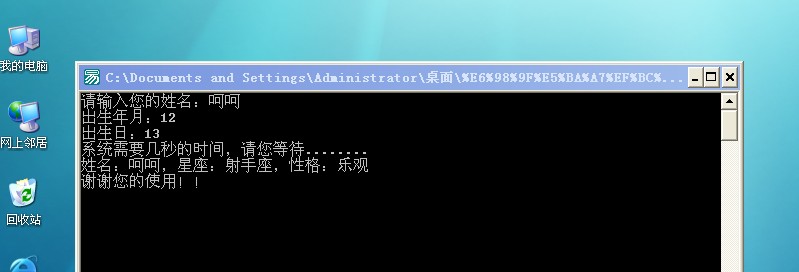 我的电脑
网上邻居
回收站
C:\Documents and Settings\Administrator\桌面\%E6%98%9F%E5%BA%A7%EF%BC%...
请输入您的姓名：呵呵
出生年月：12
出生日：13
系统需要几秒的时间，请您等待........
姓名：呵呵，星座：射手座，性格：乐观
谢谢您的使用！！